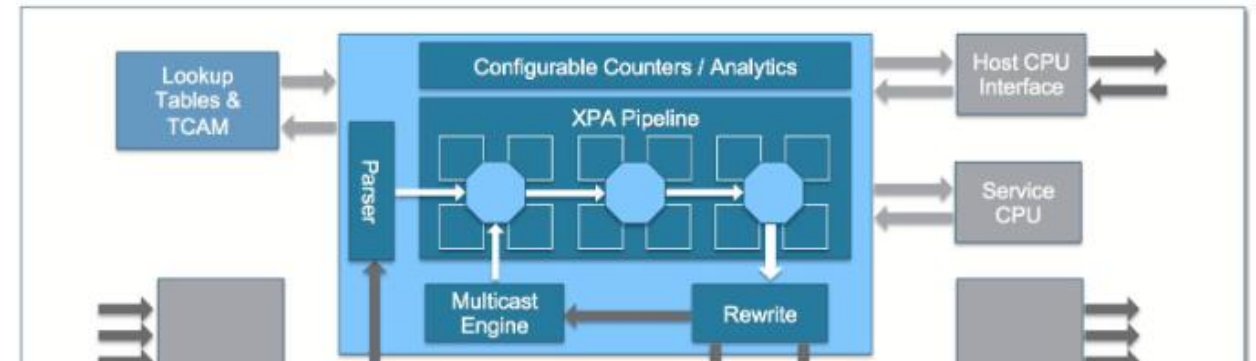 Configurable Counters / Analytics
Lookup
Tables &
TCAM
Host CPU
Interface
XPA Pipeline
Parser
Service
CPU
Multicast
Engine
Rewrite